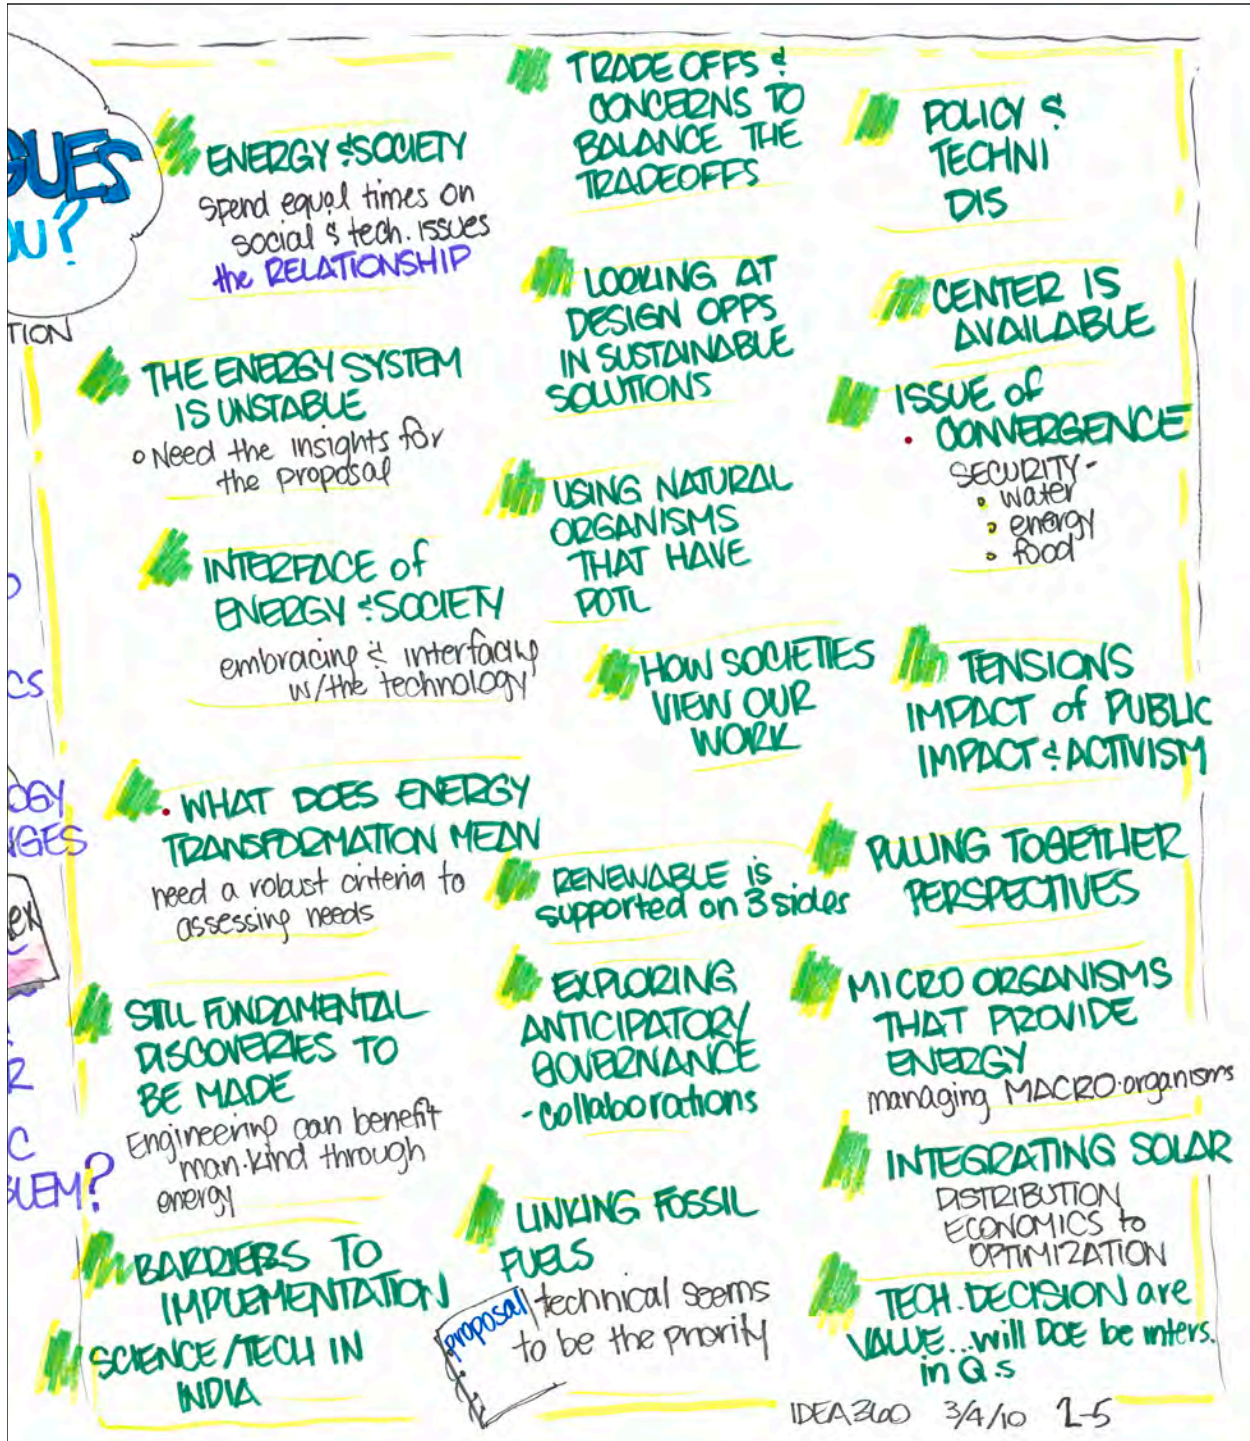 GUES
OU?
TION
CS
OGY
NGES
ex
R
C
BLEM?
ENERGY & SOCIETY
spend equal times on
social & tech. issues
the RELATIONSHIP
THE ENERGY SYSTEM
IS UNSTABLE
Need the insights for
the proposal
INTERFACE of
ENERGY & SOCIETY
embracing & interfacing
w/the technology
WHAT DOES ENERGY
TRANSFORMATION MEAN
need a robust criteria to
assessing needs
STILL FUNDAMENTAL
DISCOVERIES TO
BE MADE
Engineering can benefit
man.kind through
energy
BARRIERS TO
IMPLEMENTATION
SCIENCE/TECH IN
INDIA
TRADE OFFS &
CONCERNS TO
BALANCE THE
TRADEOFFS
LOOKING AT
DESIGN OPPS
IN SUSTAINABLE
SOLUTIONS
USING NATURAL
ORGANISMS
THAT HAVE
POTL
HOW SOCIETIES
VIEW OUR
WORK
RENEWABLE is
supported on 3 sides
EXPLORING
ANTICIPATORY
GOVERNANCE
- collaborations
LINKING FOSSIL
FUELS
proposal technical seems
to be the priority
POLICY &
TECHNI
DIS
CENTER IS
AVAILABLE
ISSUE of
CONVERGENCE
SECURITY -
water
energy
food
TENSIONS
IMPACT of PUBLIC
IMPACT & ACTIVISM
PULLING TOGETHER
PERSPECTIVES
MICRO ORGANISMS
THAT PROVIDE
ENERGY
managing MACRO.organisms
INTEGRATING SOLAR
DISTRIBUTION
ECONOMICS to
OPTIMIZATION
TECH. DECISION are
VALUE...will DOE be inters.
in Q.s
IDEA360 3/4/10 2-5